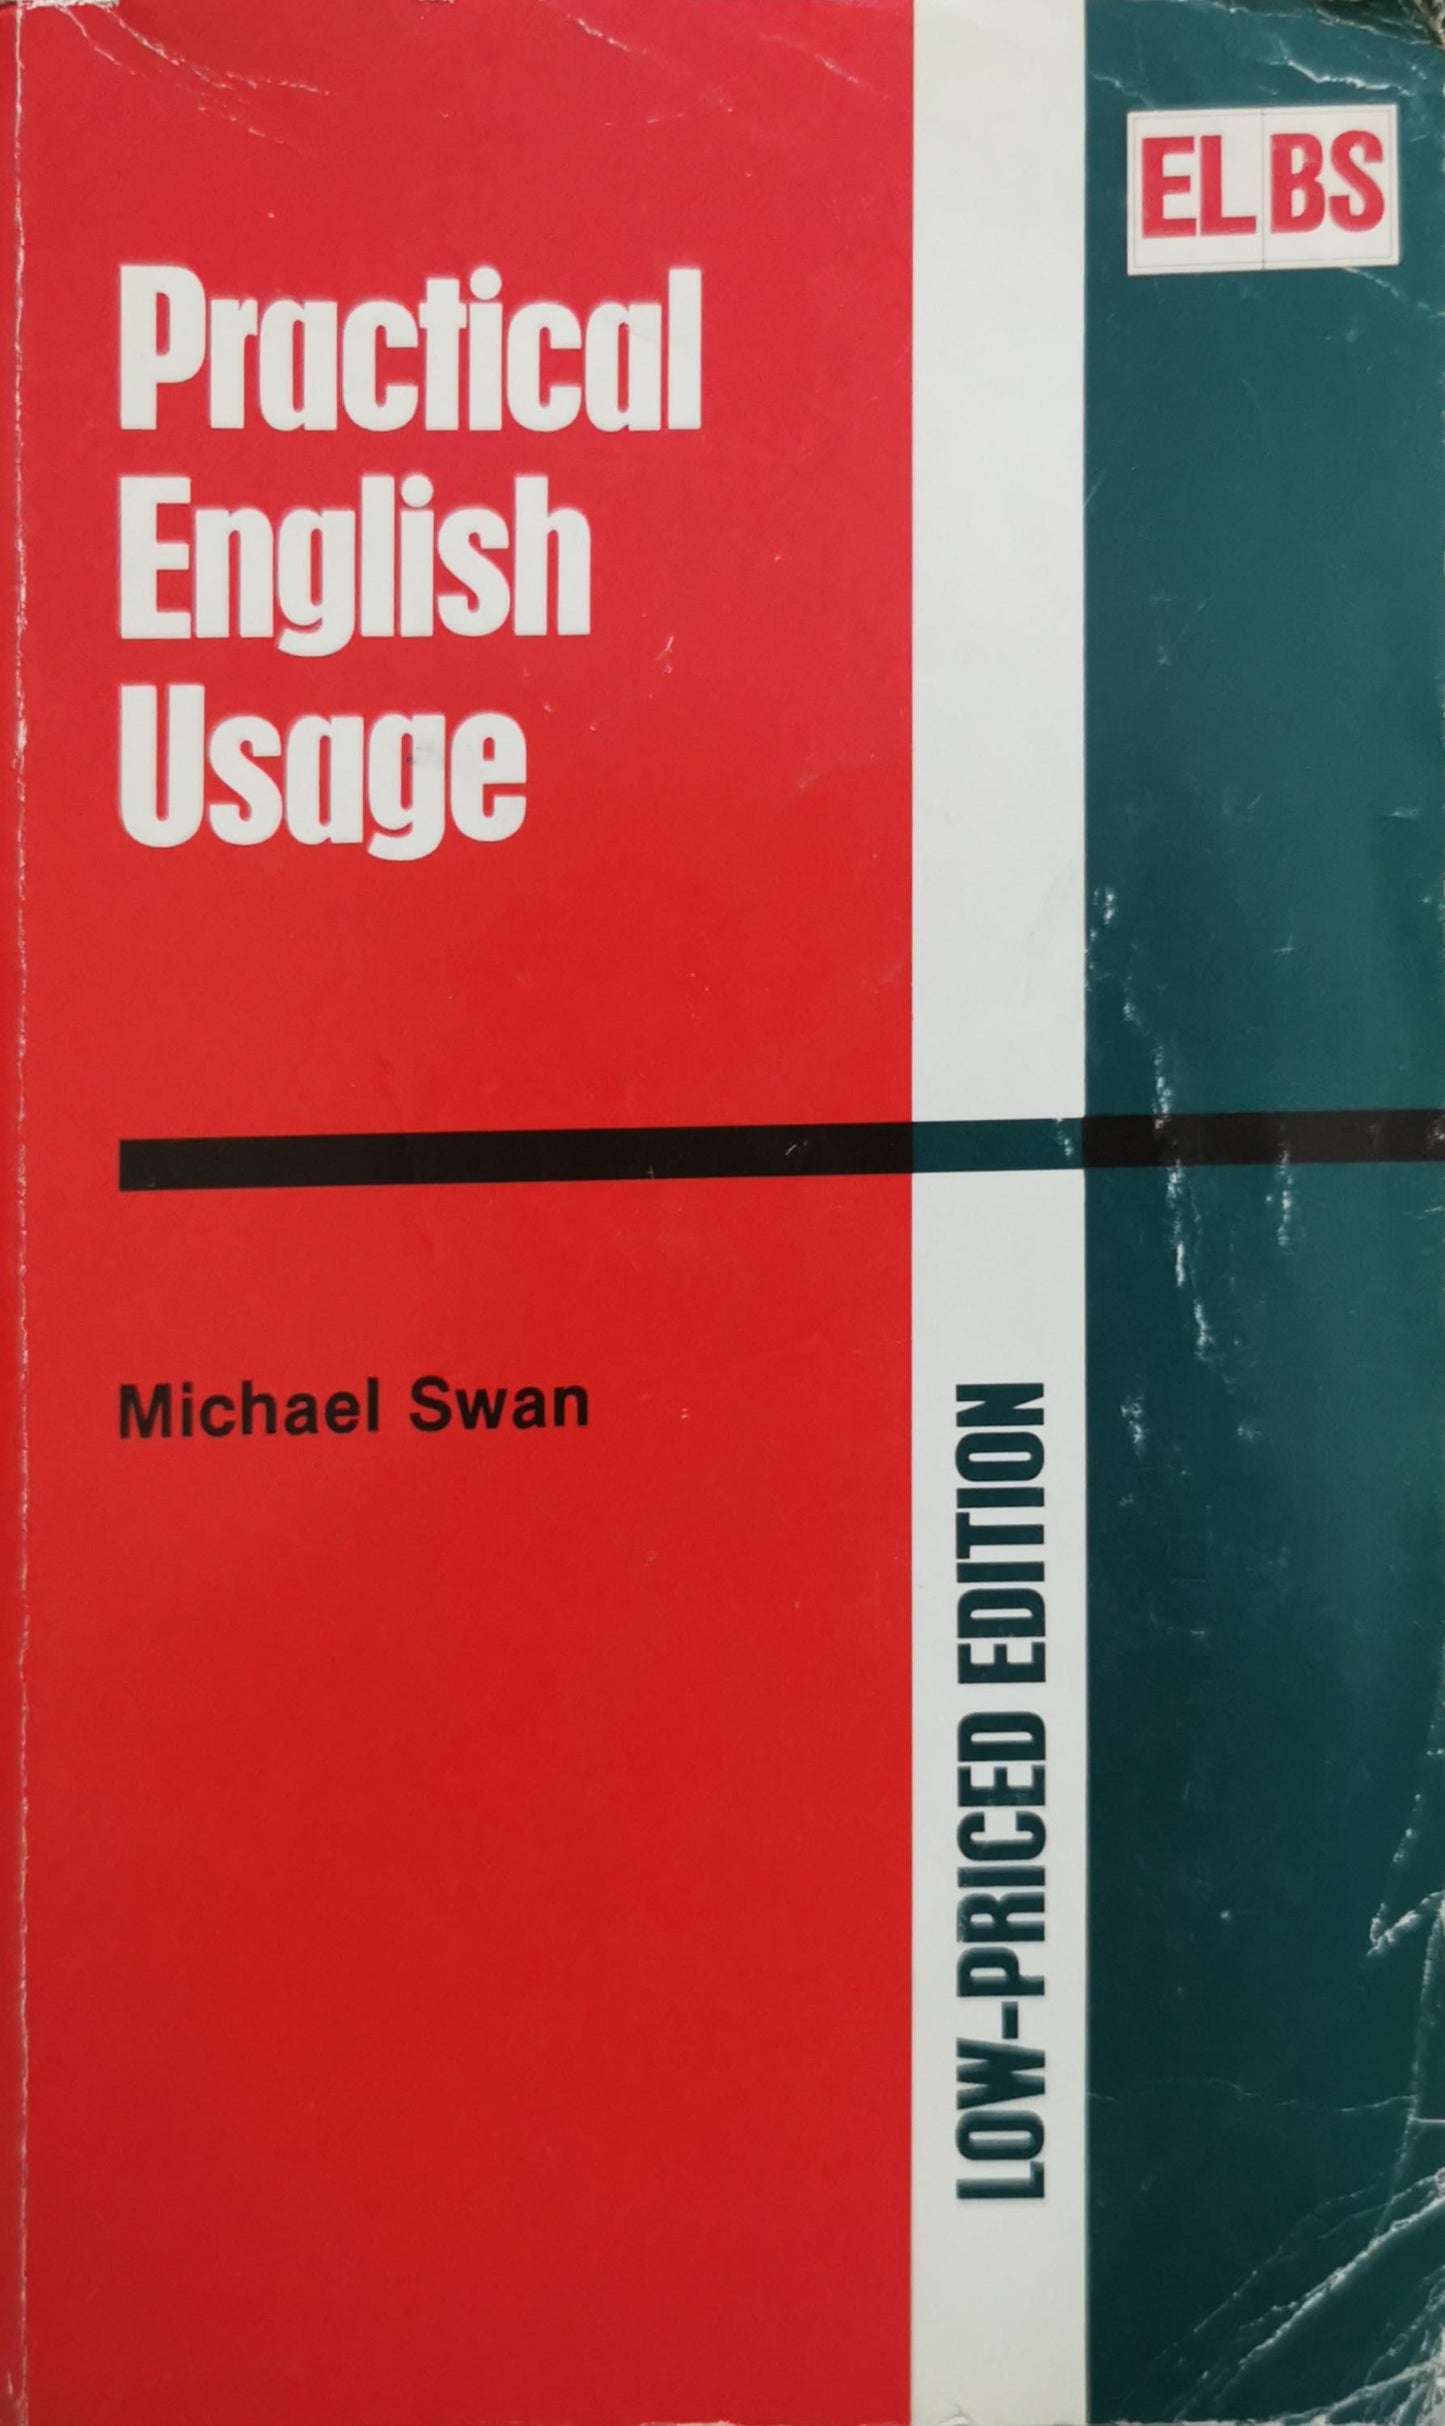 ELBS
Practical
English
Usage
Michael Swan
LOW-PRICED EDITION